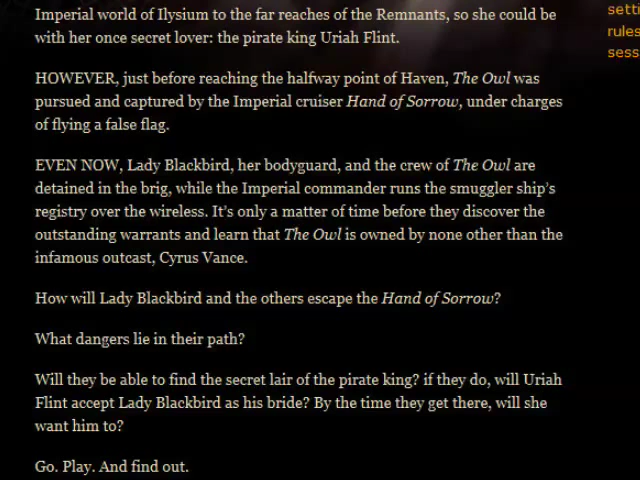 Imperial world of Ilysium to the far reaches of the Remnants, so she could be
with her once secret lover: the pirate king Uriah Flint.
HOWEVER, just before reaching the halfway point of Haven, The Owl was
pursued and captured by the Imperial cruiser Hand of Sorrow, under charges
of flying a false flag.
EVEN NOW, Lady Blackbird, her bodyguard, and the crew of The Owl are
detained in the brig, while the Imperial commander runs the smuggler ship's
registry over the wireless. It's only a matter of time before they discover the
outstanding warrants and learn that The Owl is owned by none other than the
infamous outcast, Cyrus Vance.
How will Lady Blackbird and the others escape the Hand of Sorrow?
What dangers lie in their path?
Will they be able to find the secret lair of the pirate king? if they do, will Uriah
Flint accept Lady Blackbird as his bride? By the time they get there, will she
want him to?
Go. Play. And find out.
setti
rules
sess